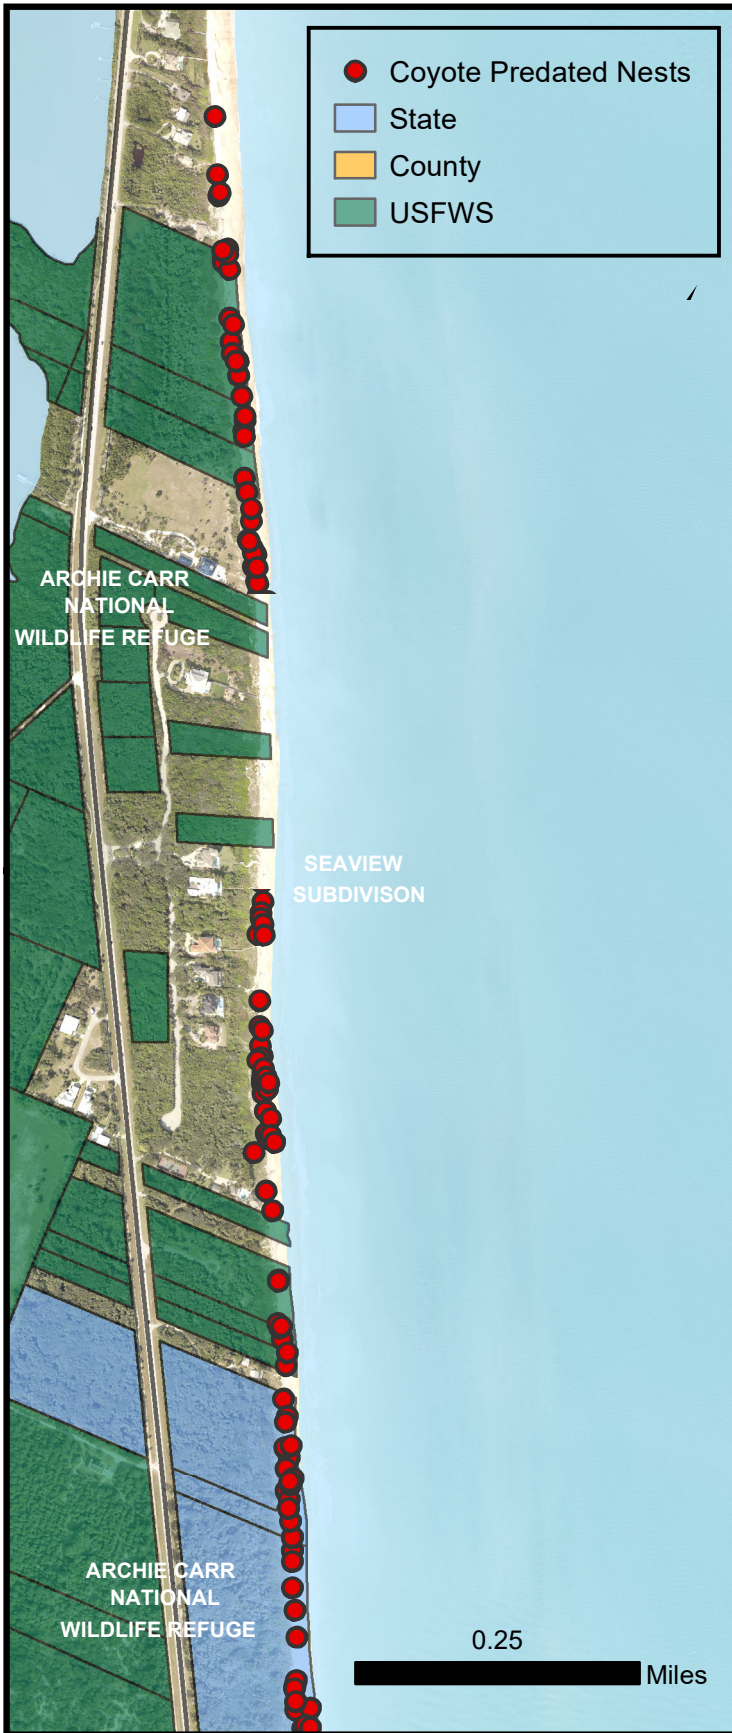 Coyote Predated Nests
State
County
USFWS
ARCHIE CARR
NATIONAL
WILDLIFE REFUGE
SEAVIEW
SUBDIVISON
ARCHIE CARR
NATIONAL
WILDLIFE REFUGE
0.25
Miles